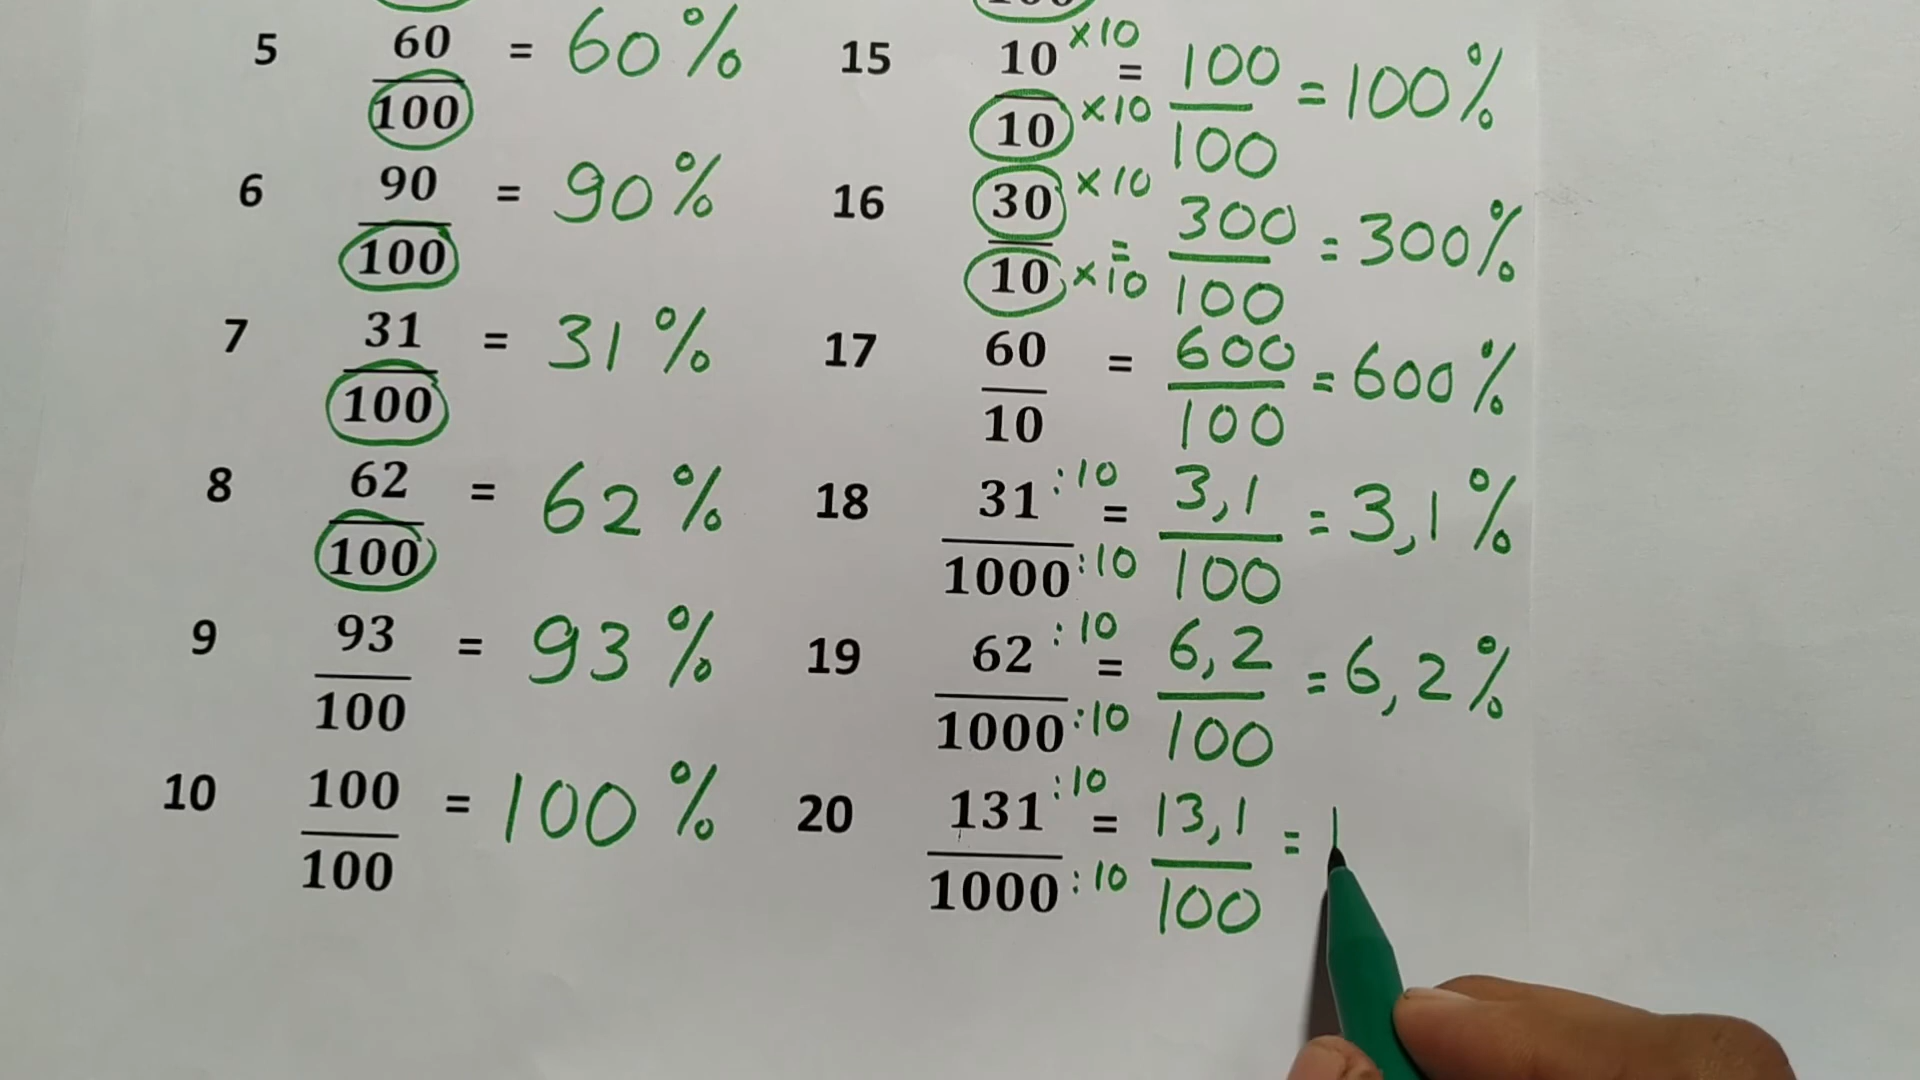 5 60/100 = 60%
6 90/100 = 90%
7 31/100 = 31%
8 62/100 = 62%
9 93/100 = 93%
10 100/100 = 100%
15 10 ×10/10 ×10 = 100/100 = 100%
16 30 ×10/10 ×10 = 300/100 = 300%
17 60/10 = 600/100 = 600%
18 31 :10/1000 :10 = 3,1/100 = 3,1%
19 62 :10/1000 :10 = 6,2/100 = 6,2%
20 131 :10/1000 :10 = 13,1/100 = 1